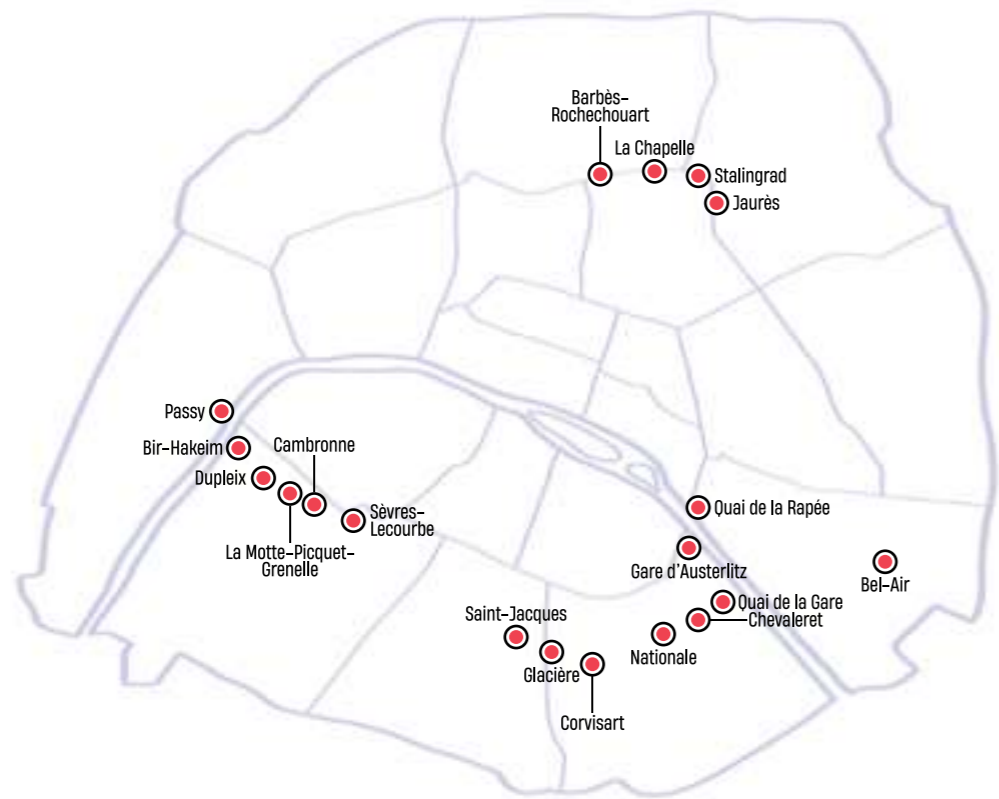 Barbès-
Rochechouart
La Chapelle
Stalingrad
Jaurès
Passy
Bir-Hakeim
Cambronne
Dupleix
Sèvres-
Lecourbe
La Motte-Picquet-
Grenelle
Quai de la Rapée
Gare d'Austerlitz
Bel-Air
Quai de la Gare
Chevaleret
Saint-Jacques
Nationale
Glacière
Corvisart